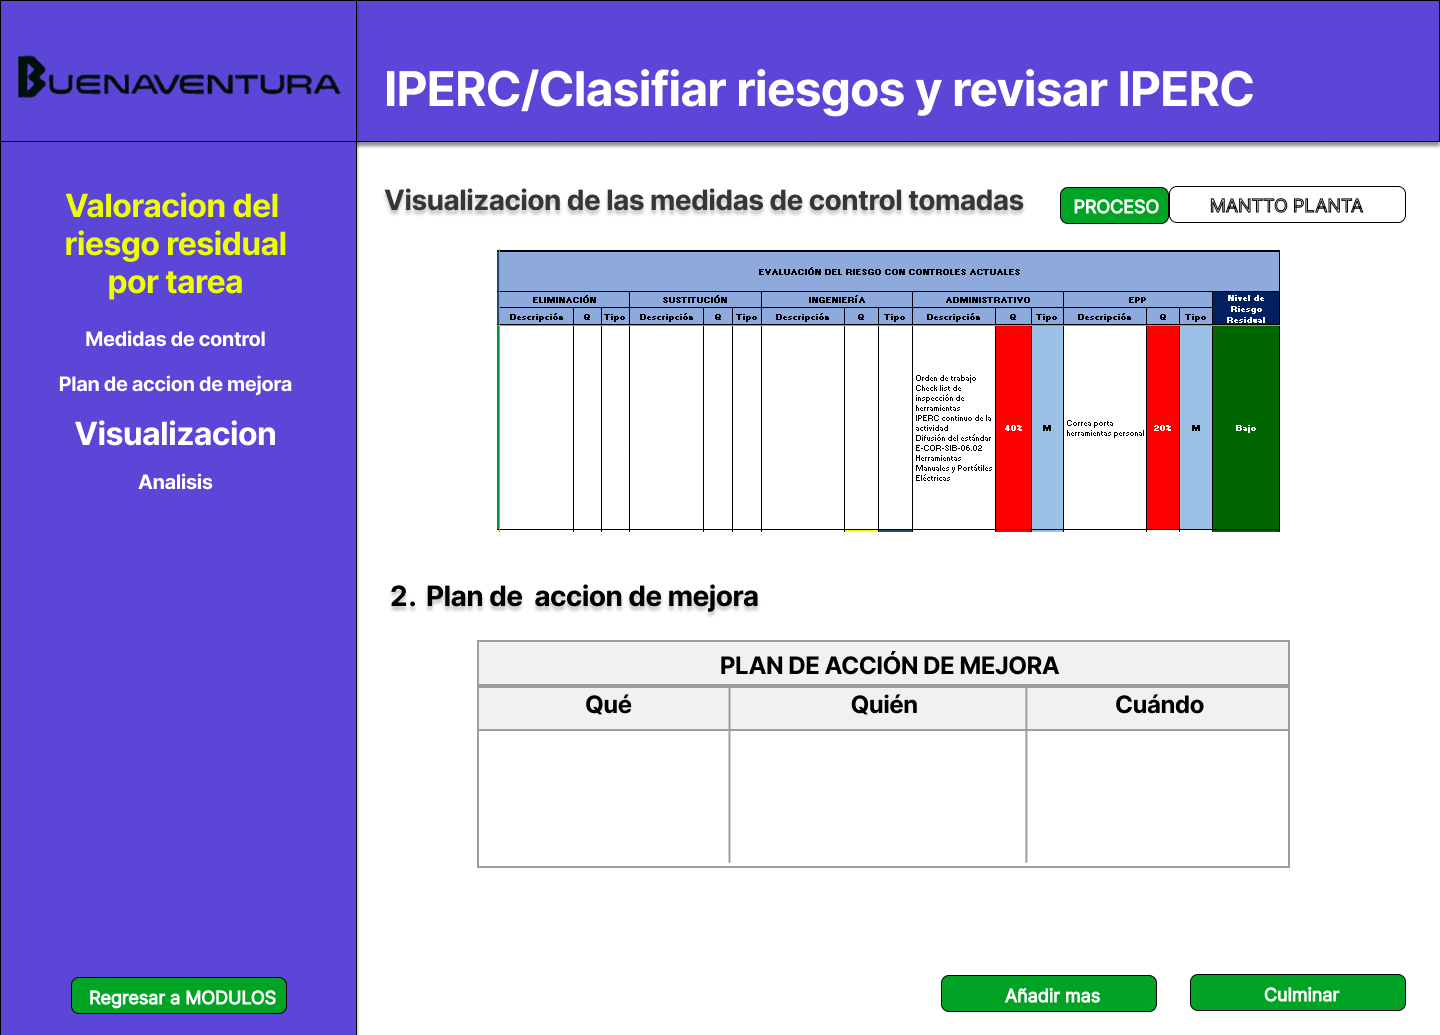 BUENAVENTURA
IPERC/Clasifiar riesgos y revisar IPERC
Valoracion del
riesgo residual
por tarea
Medidas de control
Plan de accion de mejora
Visualizacion
Analisis
Regresar a MODULOS
Visualizacion de las medidas de control tomadas
PROCESO
MANTTO PLANTA
EVALUACIÓN DEL RIESGO CON CONTROLES ACTUALES
ELIMINACIÓN SUSTITUCIÓN INGENIERÍA ADMINISTRATIVO EPP
Nivel de
Riesgo
Residual
Descripción Q Tipo Descripción Q Tipo Descripción Q Tipo Descripción Q Tipo Descripción Q Tipo
Orden de trabajo
Check list de
inspección de
herramientas
IPERC continuo de la
actividad
Difusión del estándar
E-COR-SIB-06.02
Herramientas
Manuales y Portátiles
Eléctricas
40% M
Correa porta
herramientas personal
20% M
Bajo
2. Plan de accion de mejora
PLAN DE ACCIÓN DE MEJORA
Qué Quién Cuándo
Añadir mas
Culminar